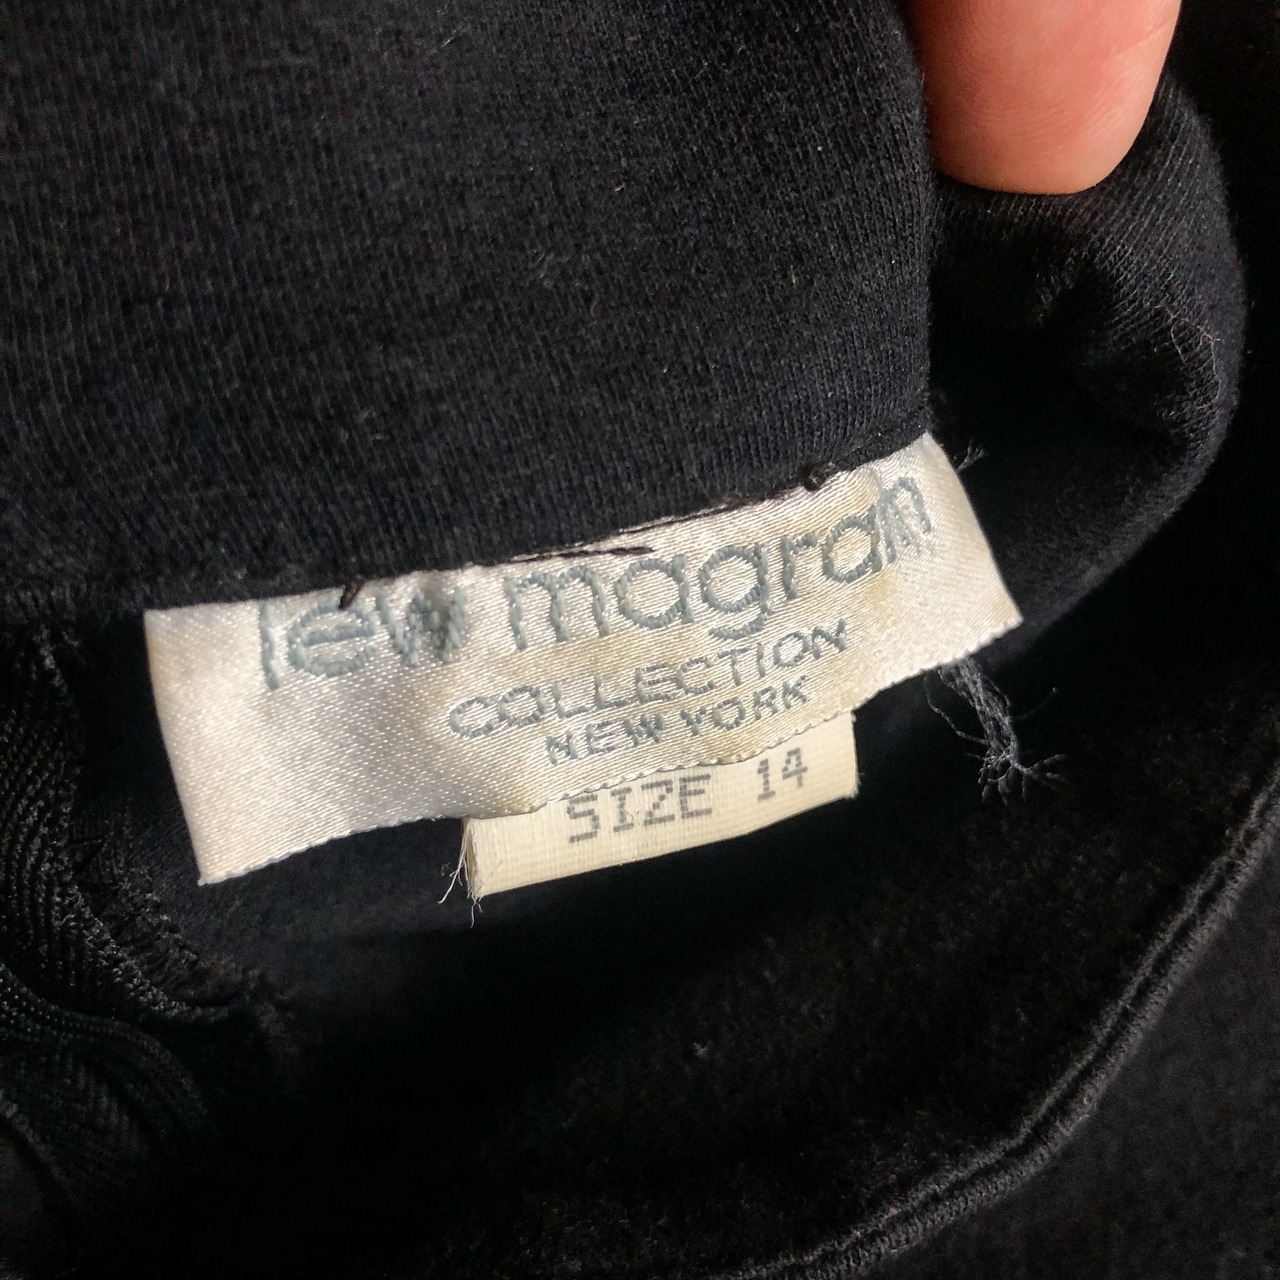 lew magram
COLLECTION
NEW YORK
SIZE 14